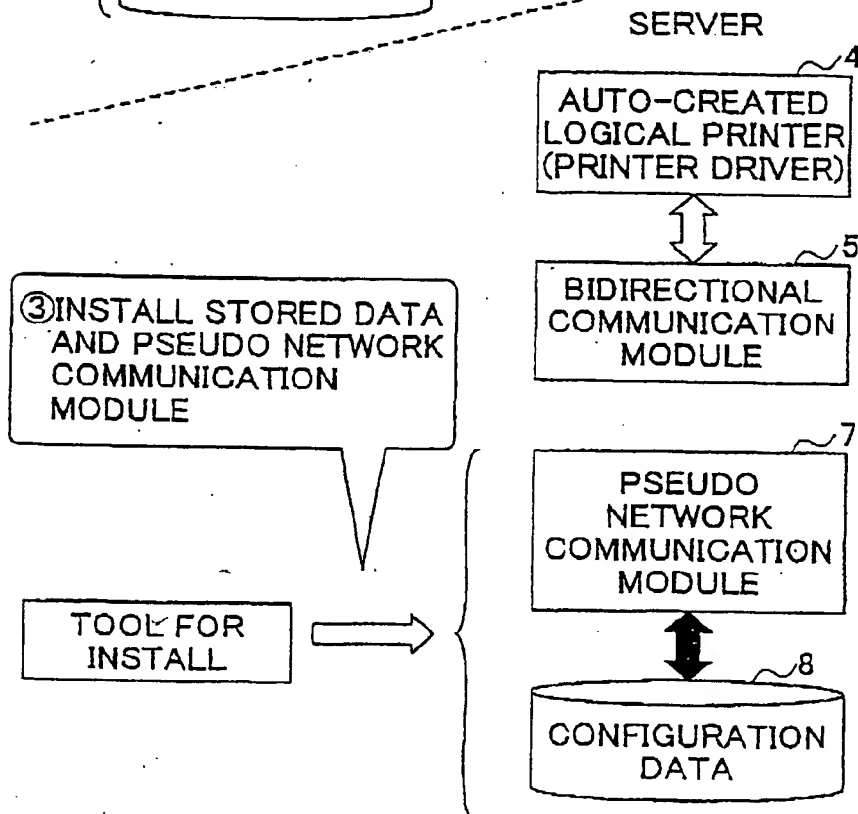 SERVER
4
AUTO-CREATED
LOGICAL PRINTER
(PRINTER DRIVER)
5
BIDIRECTIONAL
COMMUNICATION
MODULE
③INSTALL STORED DATA
AND PSEUDO NETWORK
COMMUNICATION
MODULE
7
PSEUDO
NETWORK
COMMUNICATION
MODULE
TOOL FOR
INSTALL
8
CONFIGURATION
DATA